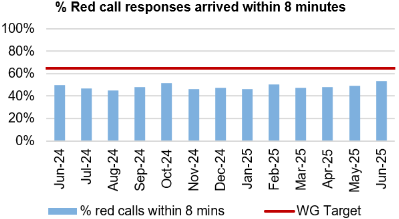 % Red call responses arrived within 8 minutes
100%
80%
60%
40%
20%
0%
Jun-24
Jul-24
Aug-24
Sep-24
Oct-24
Nov-24
Dec-24
Jan-25
Feb-25
Mar-25
Apr-25
May-25
Jun-25
% red calls within 8 mins
WG Target